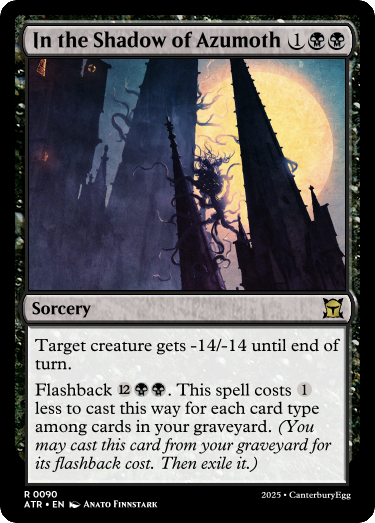 In the Shadow of Azumoth 1
Sorcery
Target creature gets -14/-14 until end of
turn.
Flashback 12. This spell costs 1
less to cast this way for each card type
among cards in your graveyard. (You
may cast this card from your graveyard for
its flashback cost. Then exile it.)
R 0090
ATR • EN Anato Finnstark
2025 • CanterburyEgg